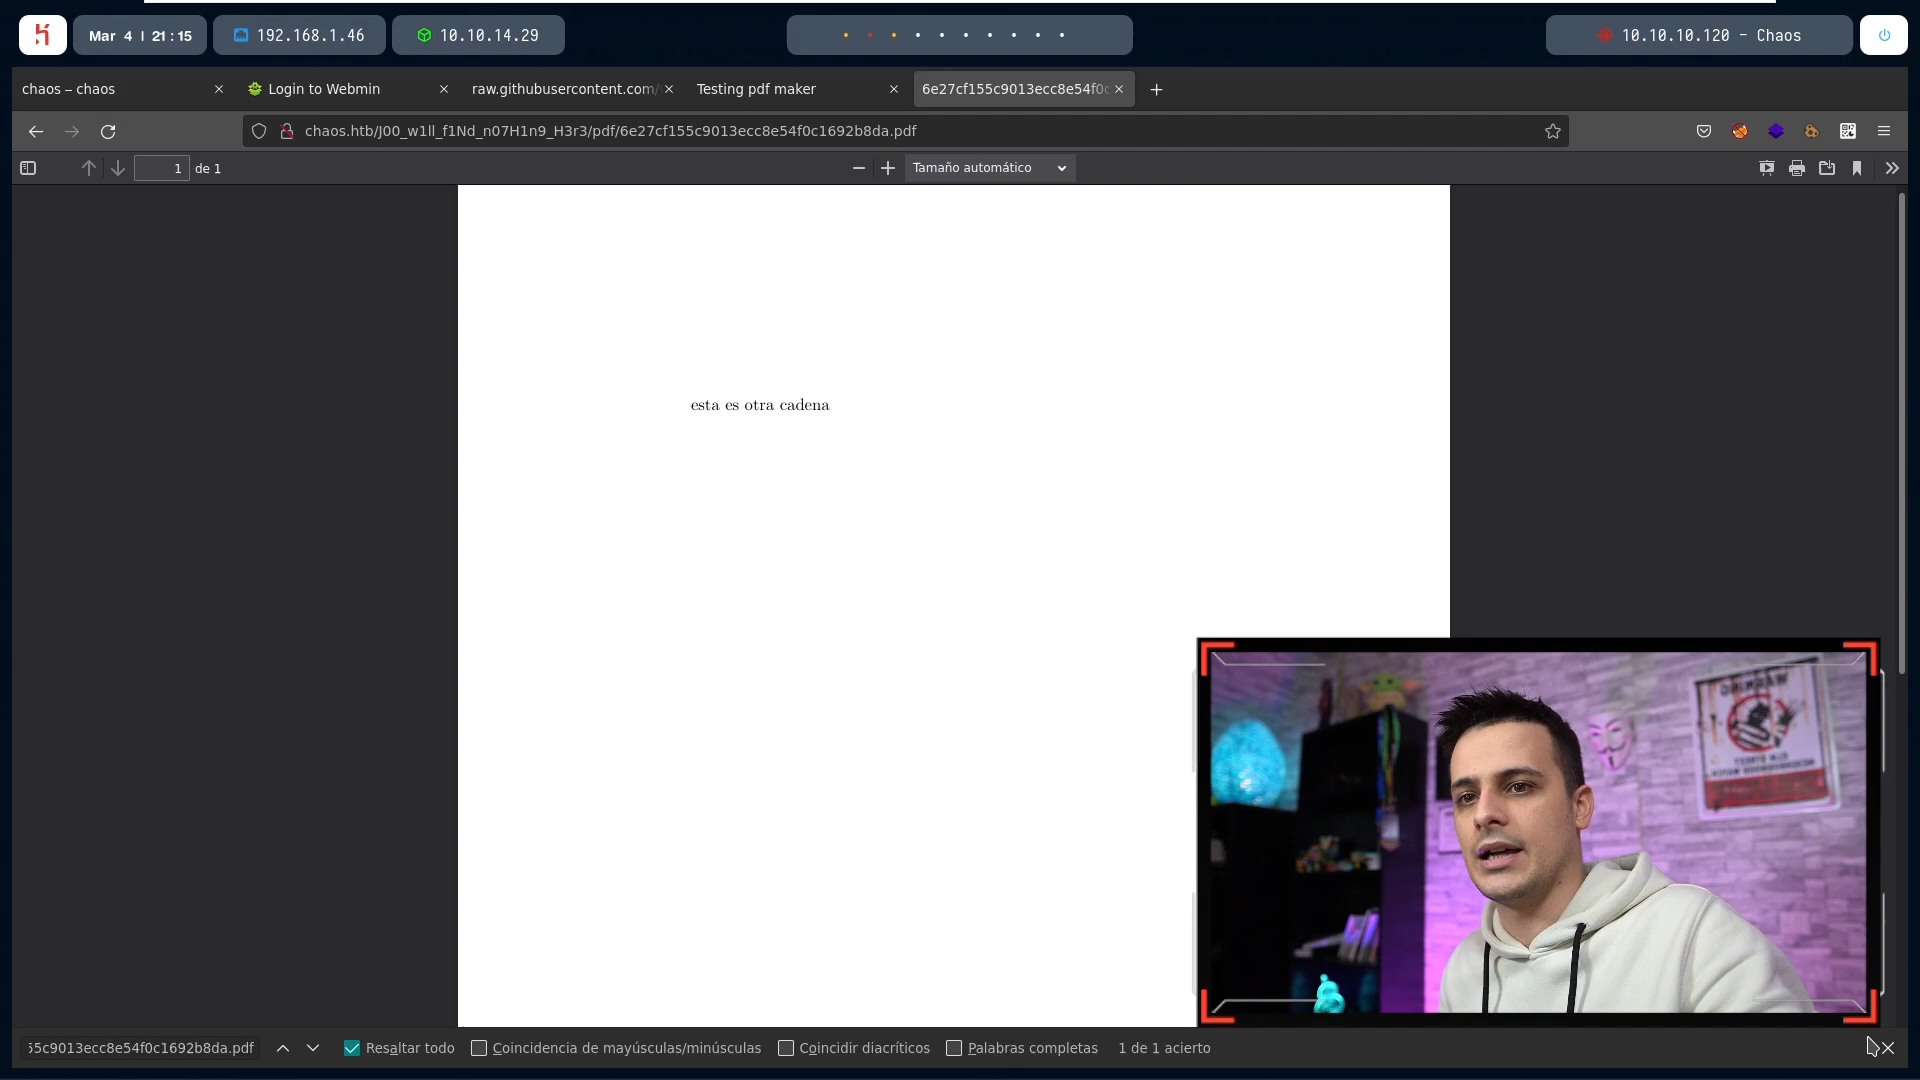 Mar 4 | 21:15
192.168.1.46
10.10.14.29
10.10.10.120 - Chaos
chaos – chaos
Login to Webmin
raw.githubusercontent.com/
Testing pdf maker
6e27cf155c9013ecc8e54f0c
chaos.htb/J00_w1ll_f1Nd_n07H1n9_H3r3/pdf/6e27cf155c9013ecc8e54f0c1692b8da.pdf
1
de 1
Tamaño automático
esta es otra cadena
55c9013ecc8e54f0c1692b8da.pdf
Resaltar todo
Coincidencia de mayúsculas/minúsculas
Coincidir diacríticos
Palabras completas
1 de 1 acierto